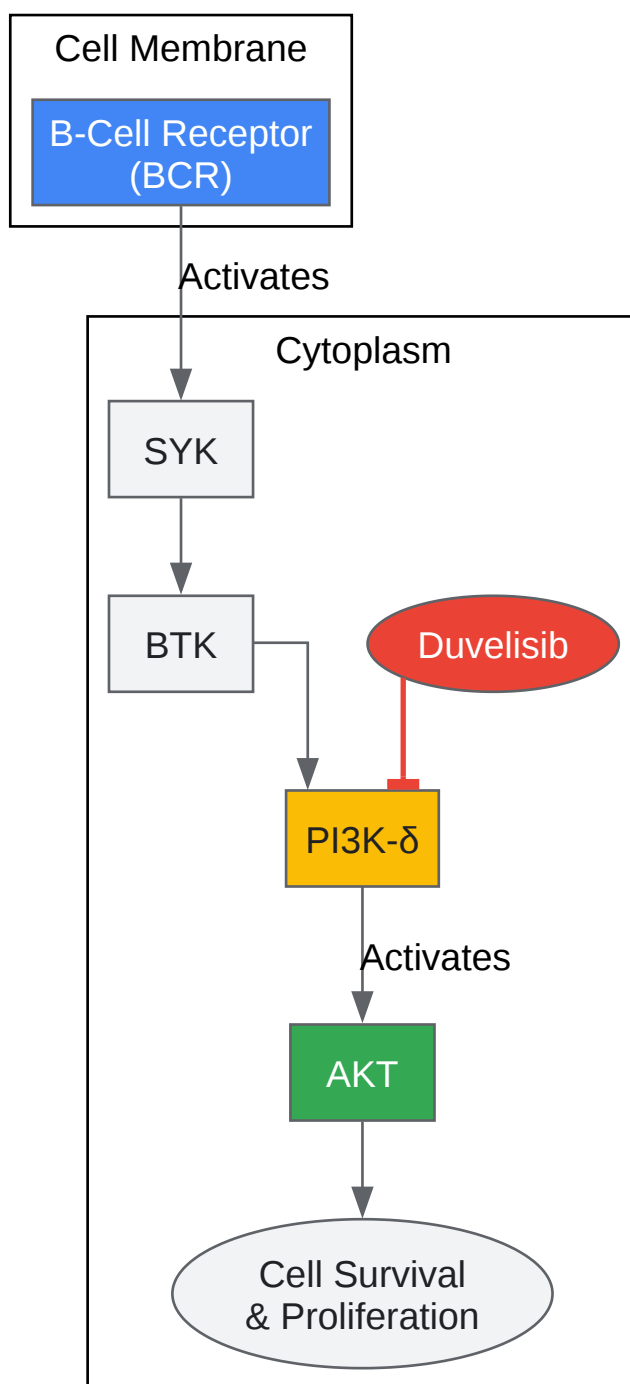 Cell Membrane
B-Cell Receptor
(BCR)
Activates
Cytoplasm
SYK
BTK
Duvelisib
PI3K-δ
Activates
AKT
Cell Survival
& Proliferation